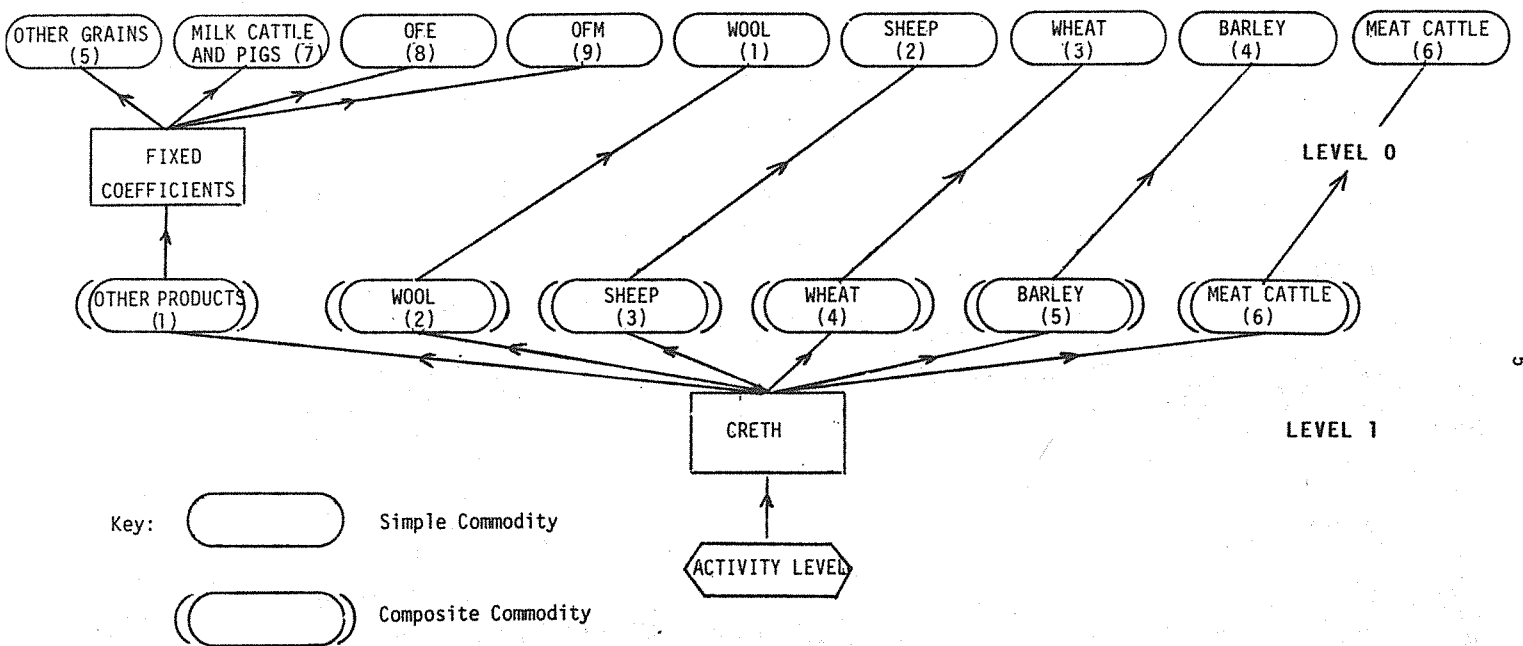 OTHER GRAINS
(5)
MILK CATTLE
AND PIGS (7)
OFE
(8)
OFM
(9)
WOOL
(1)
SHEEP
(2)
WHEAT
(3)
BARLEY
(4)
MEAT CATTLE
(6)
FIXED
COEFFICIENTS
LEVEL 0
OTHER PRODUCTS
(1)
WOOL
(2)
SHEEP
(3)
WHEAT
(4)
BARLEY
(5)
MEAT CATTLE
(6)
CRETH
LEVEL 1
ACTIVITY LEVEL
Key:
Simple Commodity
Composite Commodity